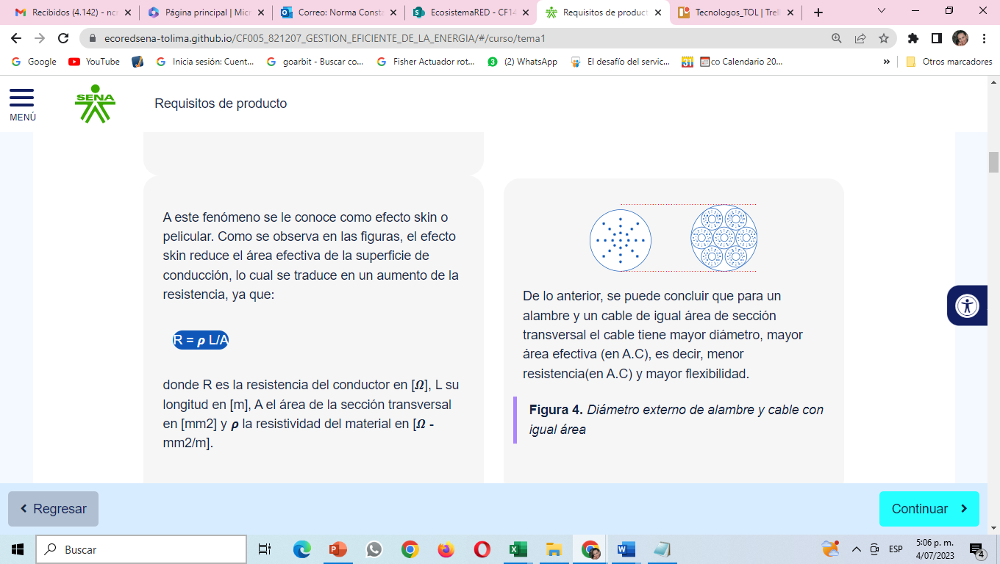 Recibidos (4.142) - ncr
Página principal | Micr
Correo: Norma Consta
EcosistemaRED - CF14
Requisitos de product
Tecnologos_TOL | Trell
ecoredsena-tolima.github.io/CF005_821207_GESTION_EFICIENTE_DE_LA_ENERGIA/#/curso/tema1
Google
YouTube
Inicia sesión: Cuent...
goarbit - Buscar co...
Fisher Actuador rot...
(2) WhatsApp
El desafío del servic...
co Calendario 20...
»
Otros marcadores
MENÚ
SENA
Requisitos de producto
A este fenómeno se le conoce como efecto skin o
pelicular. Como se observa en las figuras, el efecto
skin reduce el área efectiva de la superficie de
conducción, lo cual se traduce en un aumento de la
resistencia, ya que:
R = ρ L/A
donde R es la resistencia del conductor en [Ω], L su
longitud en [m], A el área de la sección transversal
en [mm2] y ρ la resistividad del material en [Ω -
mm2/m].
De lo anterior, se puede concluir que para un
alambre y un cable de igual área de sección
transversal el cable tiene mayor diámetro, mayor
área efectiva (en A.C), es decir, menor
resistencia(en A.C) y mayor flexibilidad.
Figura 4. Diámetro externo de alambre y cable con
igual área
Regresar
Continuar
Buscar
ESP
5:06 p. m.
4/07/2023
4